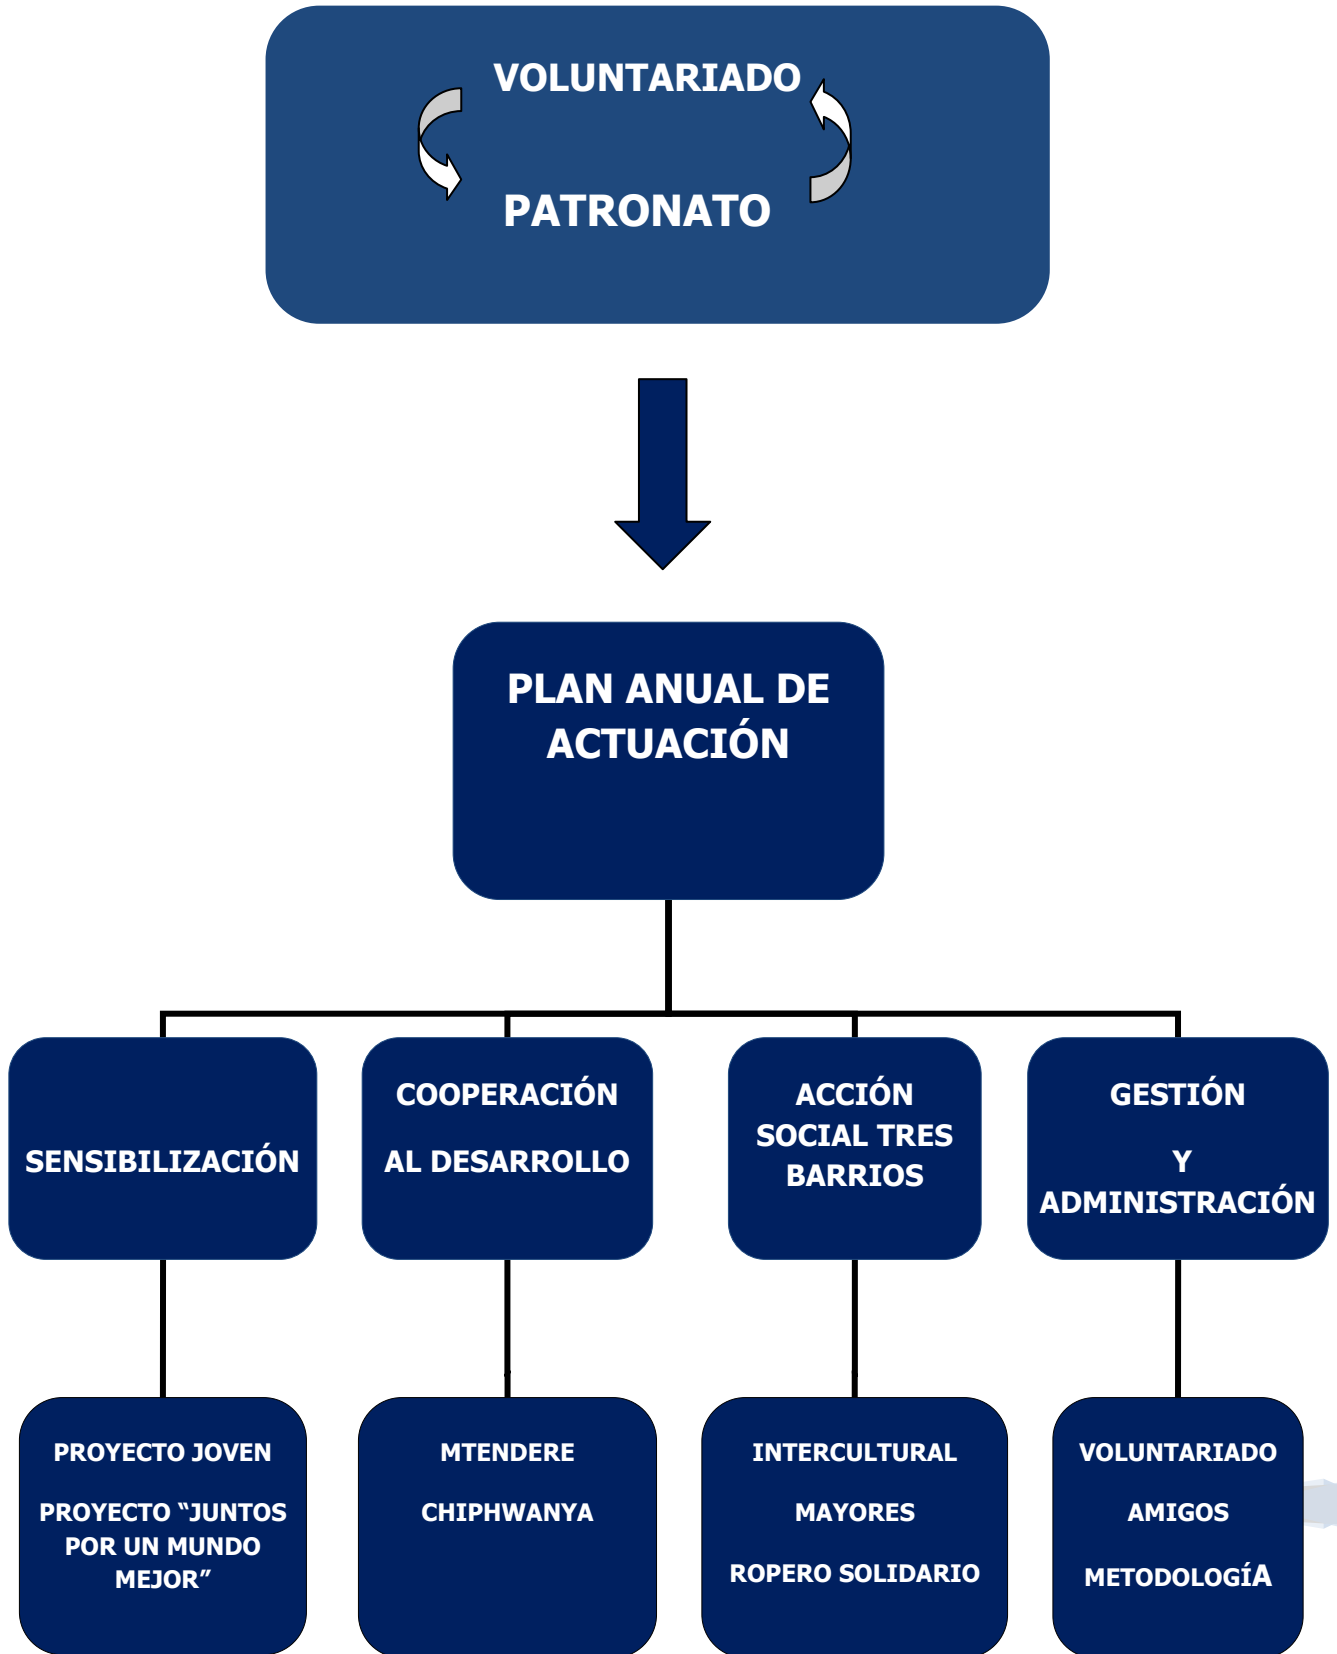 VOLUNTARIADO
PATRONATO
PLAN ANUAL DE
ACTUACIÓN
SENSIBILIZACIÓN
COOPERACIÓN
AL DESARROLLO
ACCIÓN
SOCIAL TRES
BARRIOS
GESTIÓN
Y
ADMINISTRACIÓN
PROYECTO JOVEN
PROYECTO “JUNTOS
POR UN MUNDO
MEJOR”
MTENDERE
CHIPHWANYA
INTERCULTURAL
MAYORES
ROPERO SOLIDARIO
VOLUNTARIADO
AMIGOS
METODOLOGÍA